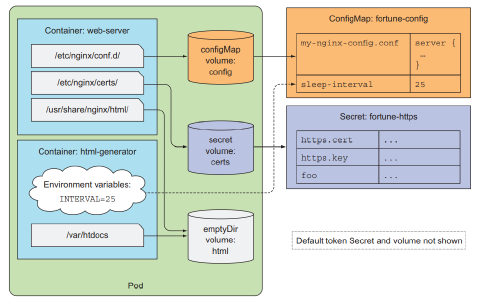 Container: web-server
/etc/nginx/conf.d/
/etc/nginx/certs/
/usr/share/nginx/html/
Container: html-generator
Environment variables:
INTERVAL=25
/var/htdocs
Pod
configMap
volume:
config
secret
volume:
certs
emptyDir
volume:
html
ConfigMap: fortune-config
my-nginx-config.conf
server {
…
}
sleep-interval
25
Secret: fortune-https
https.cert
...
https.key
...
foo
...
Default token Secret and volume not shown